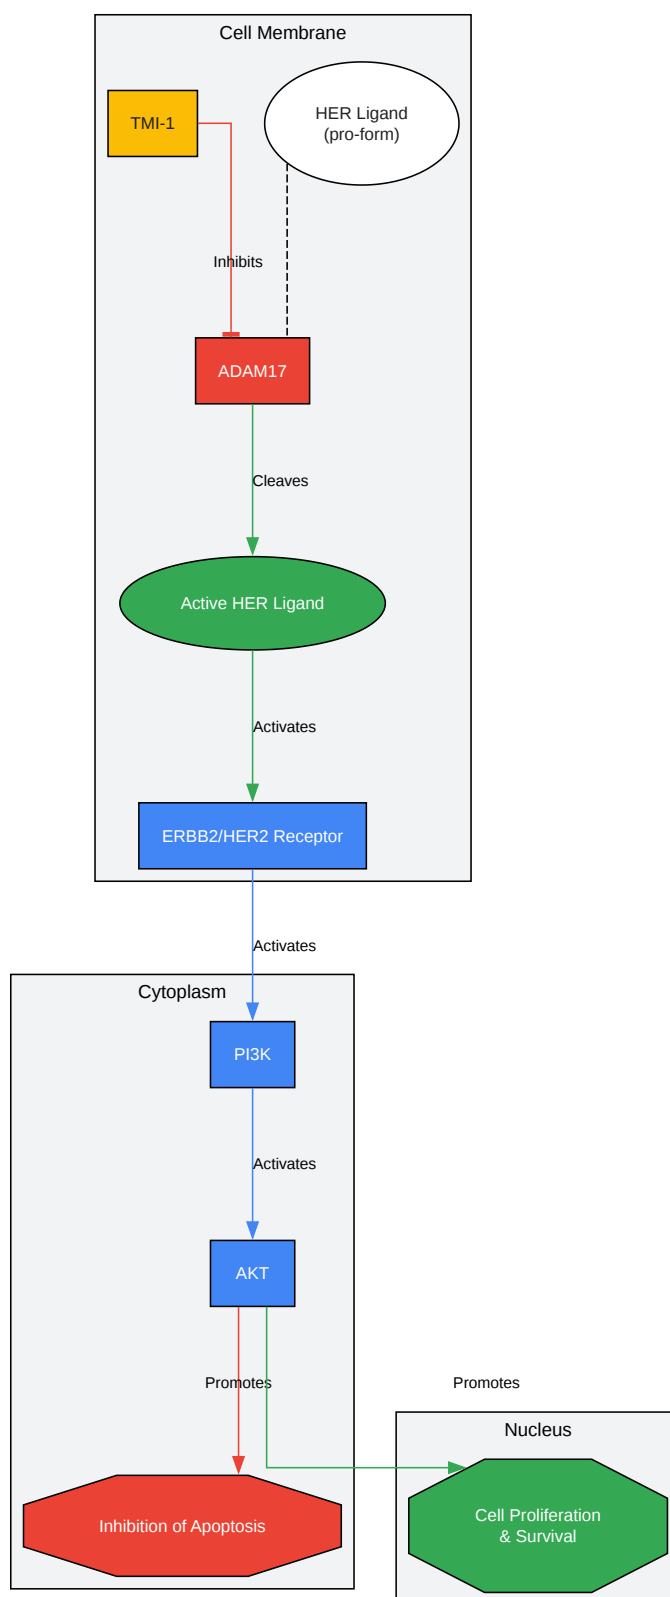 Cell Membrane
TMI-1
HER Ligand
(pro-form)
Inhibits
ADAM17
Cleaves
Active HER Ligand
Activates
ERBB2/HER2 Receptor
Activates
Cytoplasm
PI3K
Activates
AKT
Promotes
Promotes
Nucleus
Inhibition of Apoptosis
Cell Proliferation
& Survival